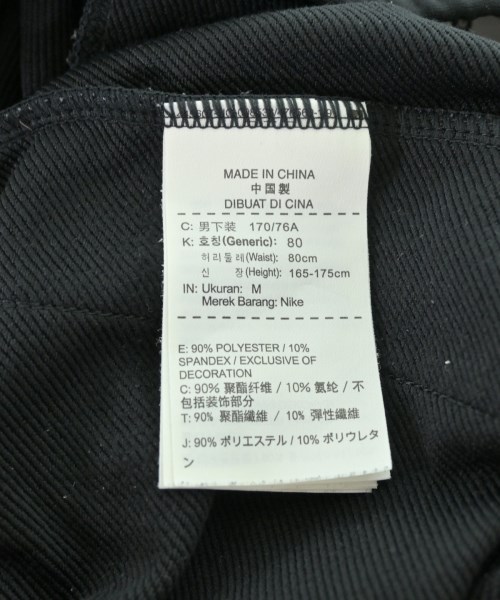 MADE IN CHINA
中国製
DIBUAT DI CINA
C: 男下装 170/76A
K: 호칭(Generic): 80
허리둘레(Waist): 80cm
신 장(Height): 165-175cm
IN: Ukuran: M
Merek Barang: Nike
E: 90% POLYESTER / 10%
SPANDEX / EXCLUSIVE OF
DECORATION
C: 90% 聚酯纤维 / 10% 氨纶 / 不
包括装饰部分
T: 90% 聚酯纖維 / 10% 彈性纖維
J: 90% ポリエステル / 10% ポリウレタ
ン